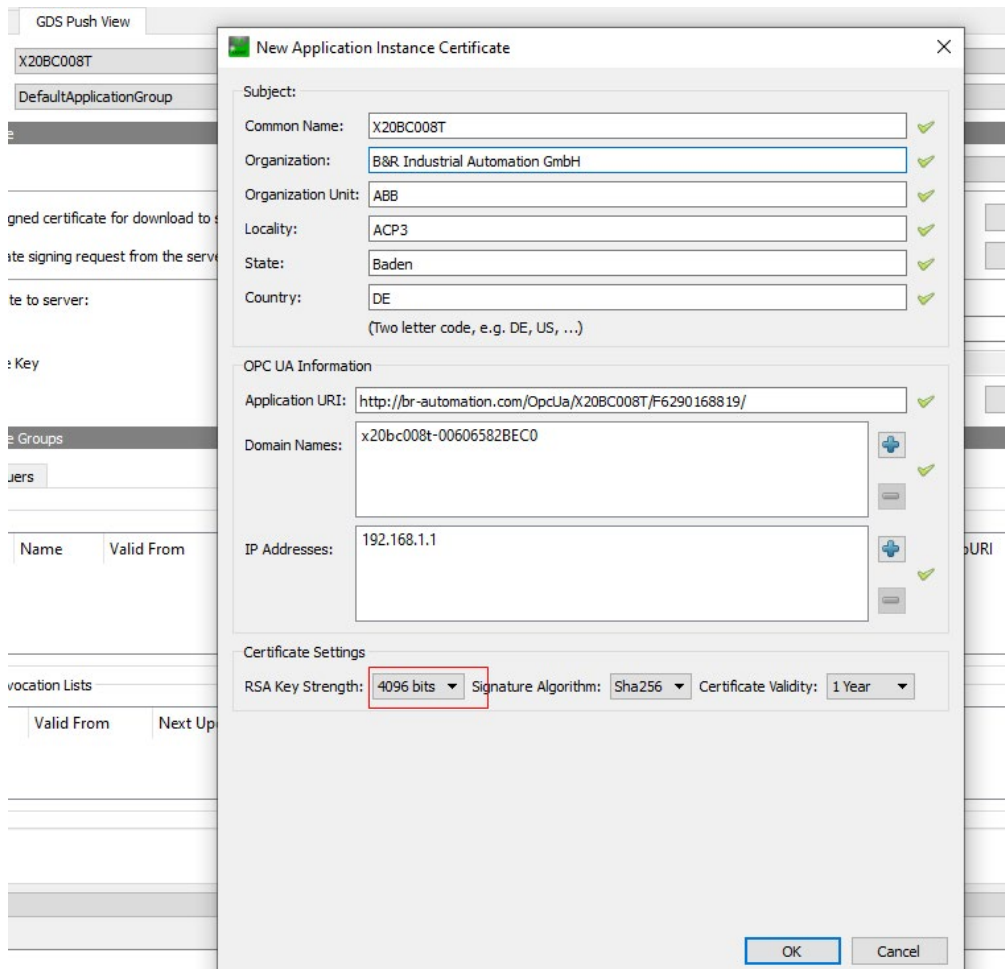 GDS Push View
X20BC008T
DefaultApplicationGroup
gned certificate for download to
ate signing request from the serve
te to server:
Key
Groups
uers
Name Valid From
vocation Lists
Valid From Next Up
New Application Instance Certificate
Subject:
Common Name: X20BC008T
Organization: B&R Industrial Automation GmbH
Organization Unit: ABB
Locality: ACP3
State: Baden
Country: DE
(Two letter code, e.g. DE, US, ...)
OPC UA Information
Application URI: http://br-automation.com/OpcUa/X20BC008T/F6290168819/
Domain Names: x20bc008t-00606582BEC0
IP Addresses: 192.168.1.1
URI
Certificate Settings
RSA Key Strength: 4096 bits Signature Algorithm: Sha256 Certificate Validity: 1 Year
OK Cancel